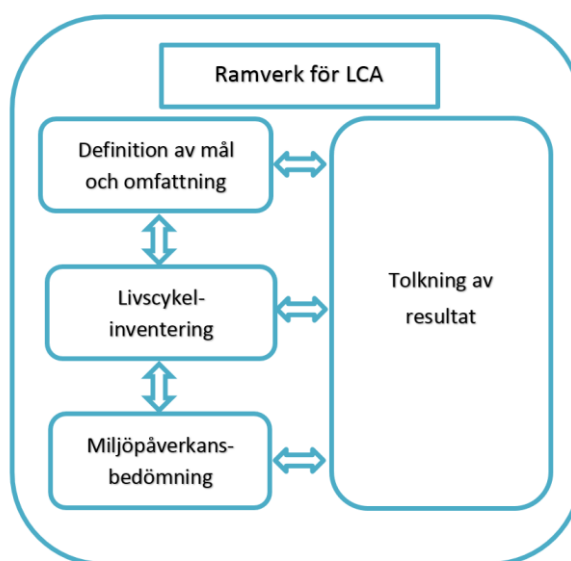 Ramverk för LCA
Definition av mål
och omfattning
Livscykel-
inventering
Miljöpåverkans-
bedömning
Tolkning av
resultat